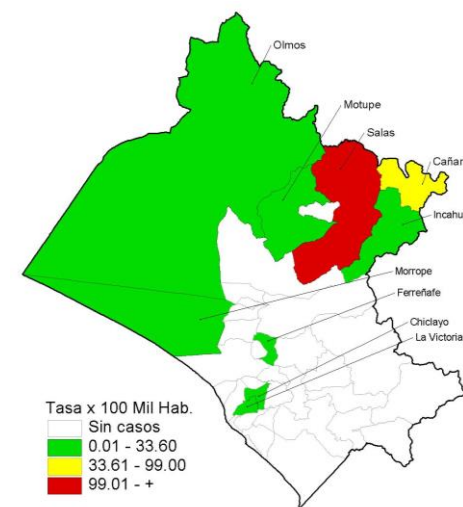 Olmos
Motupe
Salas
Cañar
Incahu
Morrope
Ferreñafe
Chiclayo
La Victoria
Tasa x 100 Mil Hab.
Sin casos
0.01 - 33.60
33.61 - 99.00
99.01 - +